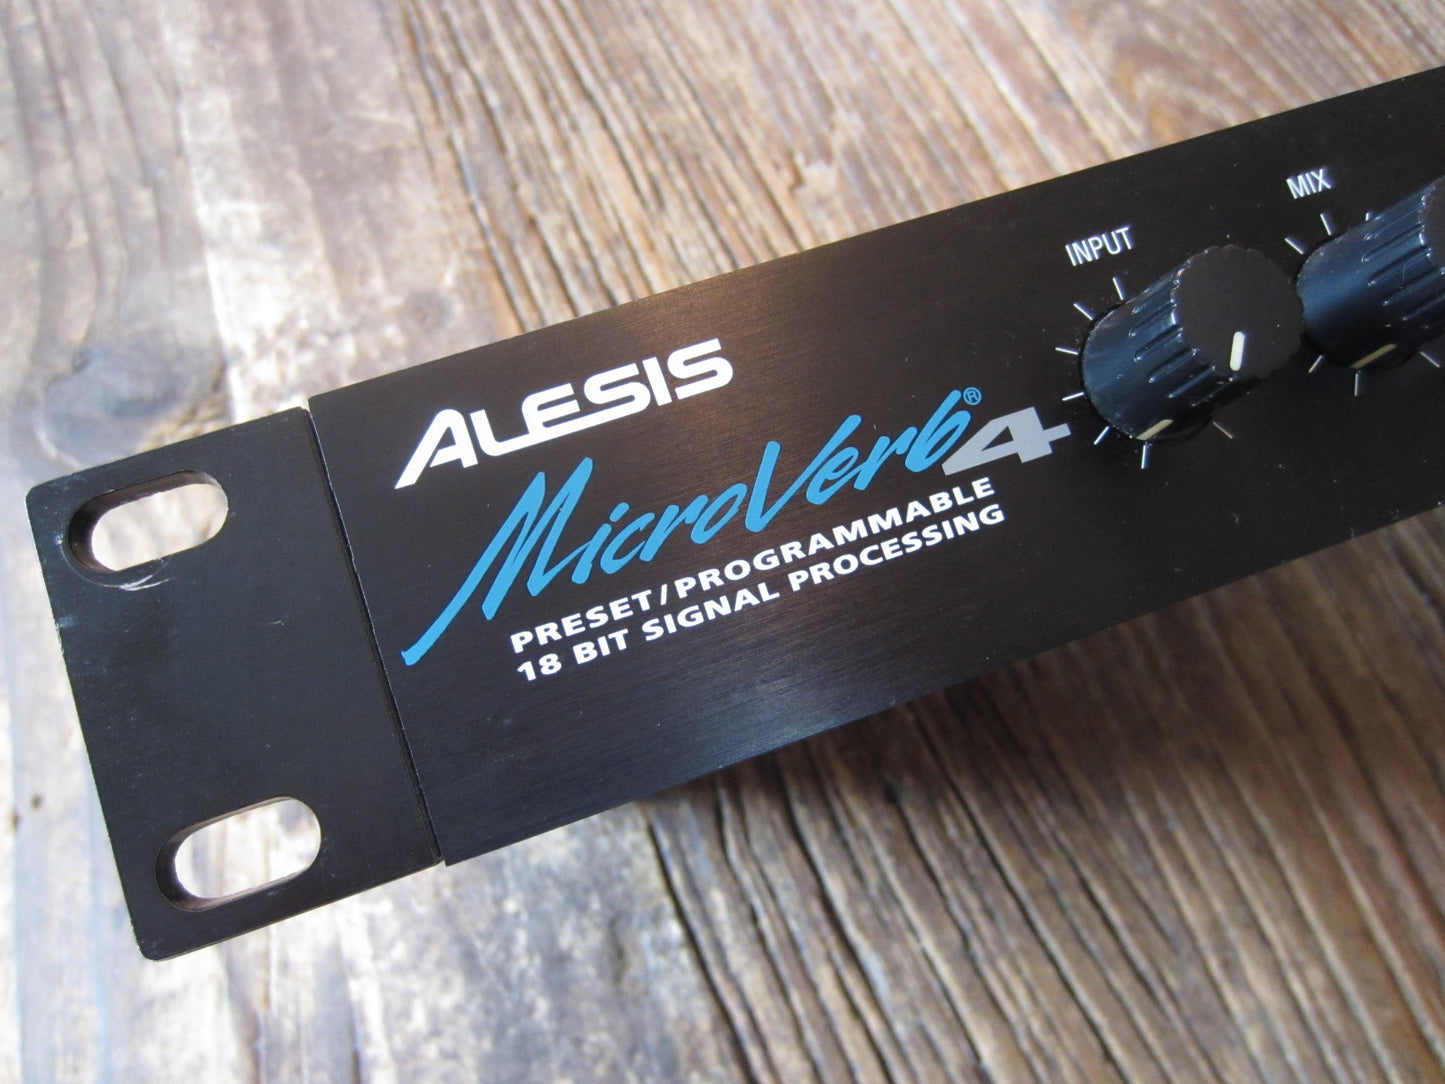 ALESIS
MicroVerb® 4
PRESET/PROGRAMMABLE
18 BIT SIGNAL PROCESSING
INPUT
MIX